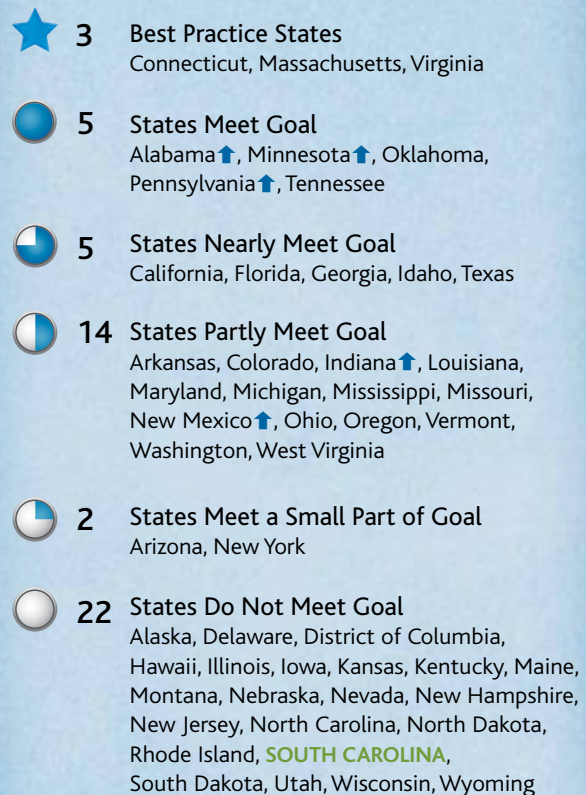 3 Best Practice States
Connecticut, Massachusetts, Virginia
5 States Meet Goal
Alabama⬆, Minnesota⬆, Oklahoma,
Pennsylvania⬆, Tennessee
5 States Nearly Meet Goal
California, Florida, Georgia, Idaho, Texas
14 States Partly Meet Goal
Arkansas, Colorado, Indiana⬆, Louisiana,
Maryland, Michigan, Mississippi, Missouri,
New Mexico⬆, Ohio, Oregon, Vermont,
Washington, West Virginia
2 States Meet a Small Part of Goal
Arizona, New York
22 States Do Not Meet Goal
Alaska, Delaware, District of Columbia,
Hawaii, Illinois, Iowa, Kansas, Kentucky, Maine,
Montana, Nebraska, Nevada, New Hampshire,
New Jersey, North Carolina, North Dakota,
Rhode Island, SOUTH CAROLINA,
South Dakota, Utah, Wisconsin, Wyoming